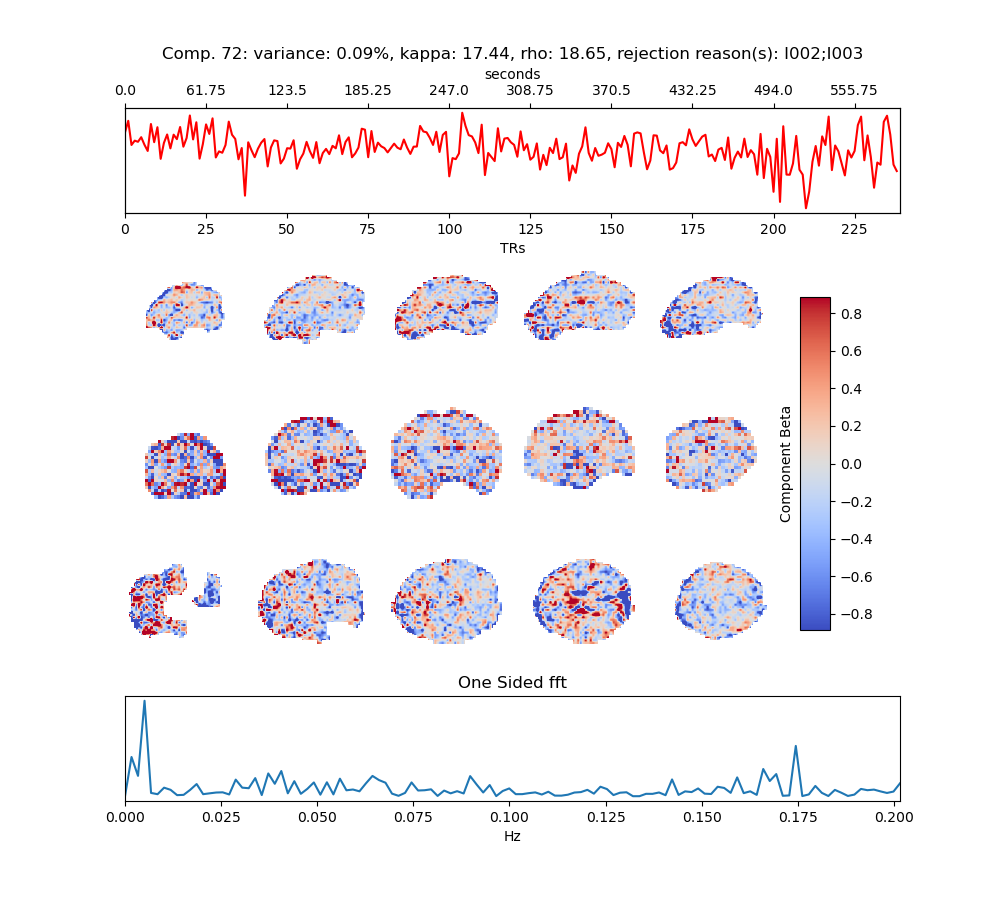 Comp. 72: variance: 0.09%, kappa: 17.44, rho: 18.65, rejection reason(s): I002;I003
seconds
0.0 61.75 123.5 185.25 247.0 308.75 370.5 432.25 494.0 555.75
0 25 50 75 100 125 150 175 200 225
TRs
0.8
0.6
0.4
0.2
0.0
−0.2
−0.4
−0.6
−0.8
Component Beta
One Sided fft
0.000 0.025 0.050 0.075 0.100 0.125 0.150 0.175 0.200
Hz